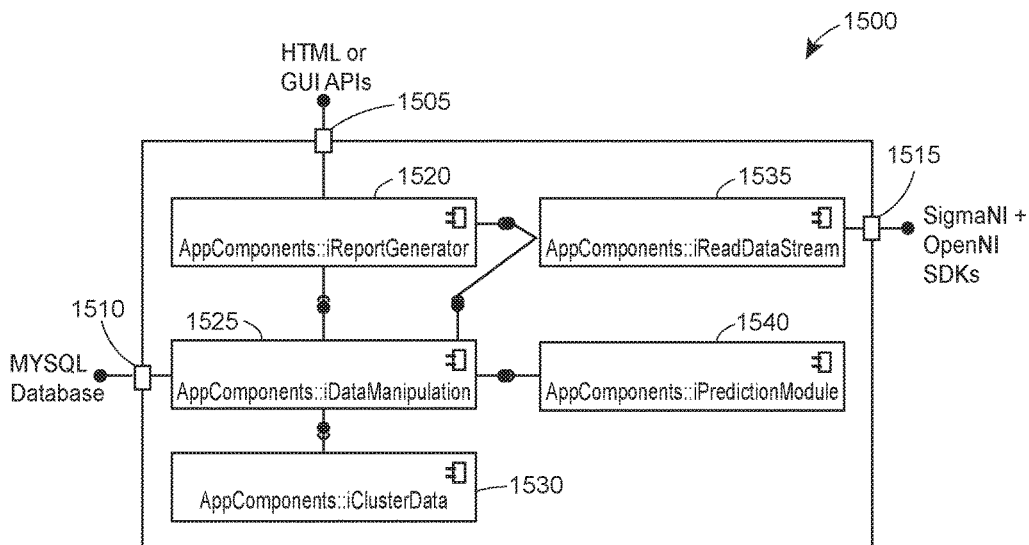 1500
HTML or
GUI APIs
1505
1520
1535
1515
AppComponents::iReportGenerator
AppComponents::iReadDataStream
SigmaNI +
OpenNI
SDKs
1510
1525
1540
MYSQL
Database
AppComponents::iDataManipulation
AppComponents::iPredictionModule
AppComponents::iClusterData
1530